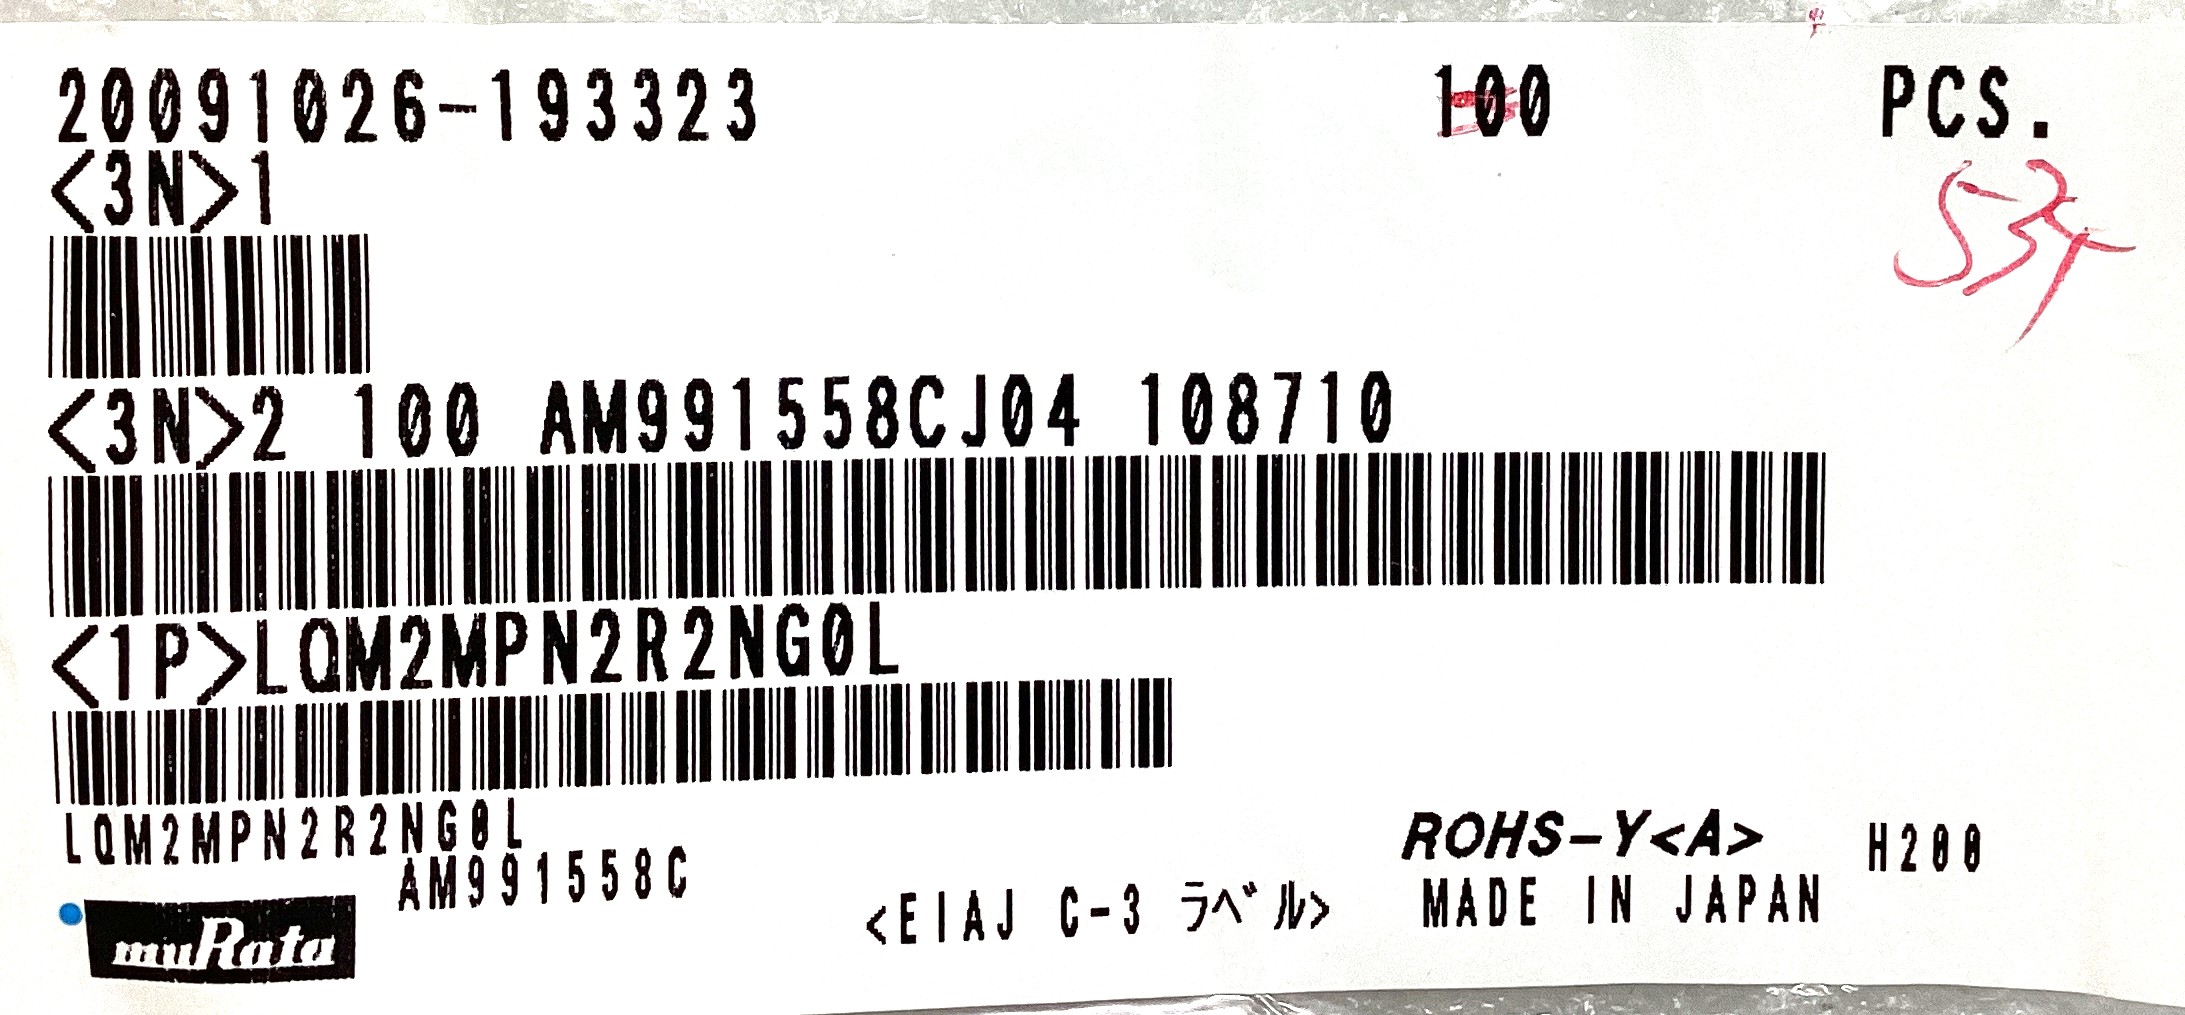 20091026-193323 100 PCS.
<3N>1
<3N>2 100 AM991558CJ04 108710
<1P>LQM2MPN2R2NG0L
LQM2MPN2R2NG0L
AM991558C
ROHS-Y<A> H200
<EIAJ C-3 ラベル> MADE IN JAPAN
muRata